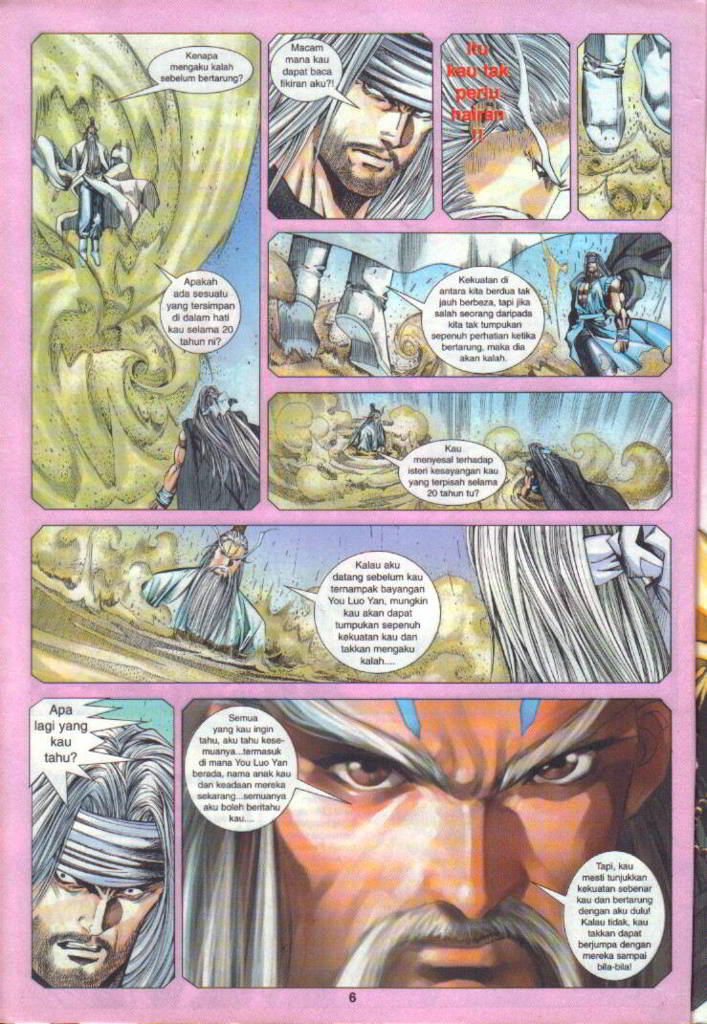 Kenapa
mengaku kalah
sebelum bertarung?
Apakah
ada sesuatu
yang tersimpan
di dalam hati
kau selama 20
tahun ni?
Macam
mana kau
dapat baca
fikiran aku?!
Itu
kau tak
perlu
hairan
!!
Kekuatan di
antara kita berdua tak
jauh berbeza, tapi jika
salah seorang daripada
kita tak tumpukan
sepenuh perhatian ketika
bertarung, maka dia
akan kalah.
Kau
menyesal terhadap
isteri kesayangan kau
yang terpisah selama
20 tahun tu?
Kalau aku
datang sebelum kau
ternampak bayangan
You Luo Yan, mungkin
kau akan dapat
tumpukan sepenuh
kekuatan kau dan
takkan mengaku
kalah....
Apa
lagi yang
kau
tahu?
Semua
yang kau ingin
tahu, aku tahu kese-
muanya...termasuk
di mana You Luo Yan
berada, nama anak kau
dan keadaan mereka
sekarang...semuanya
aku boleh beritahu
kau....
Tapi, kau
mesti tunjukkan
kekuatan sebenar
kau dan bertarung
dengan aku dulu!
Kalau tidak, kau
takkan dapat
berjumpa dengan
mereka sampai
bila-bila!
6